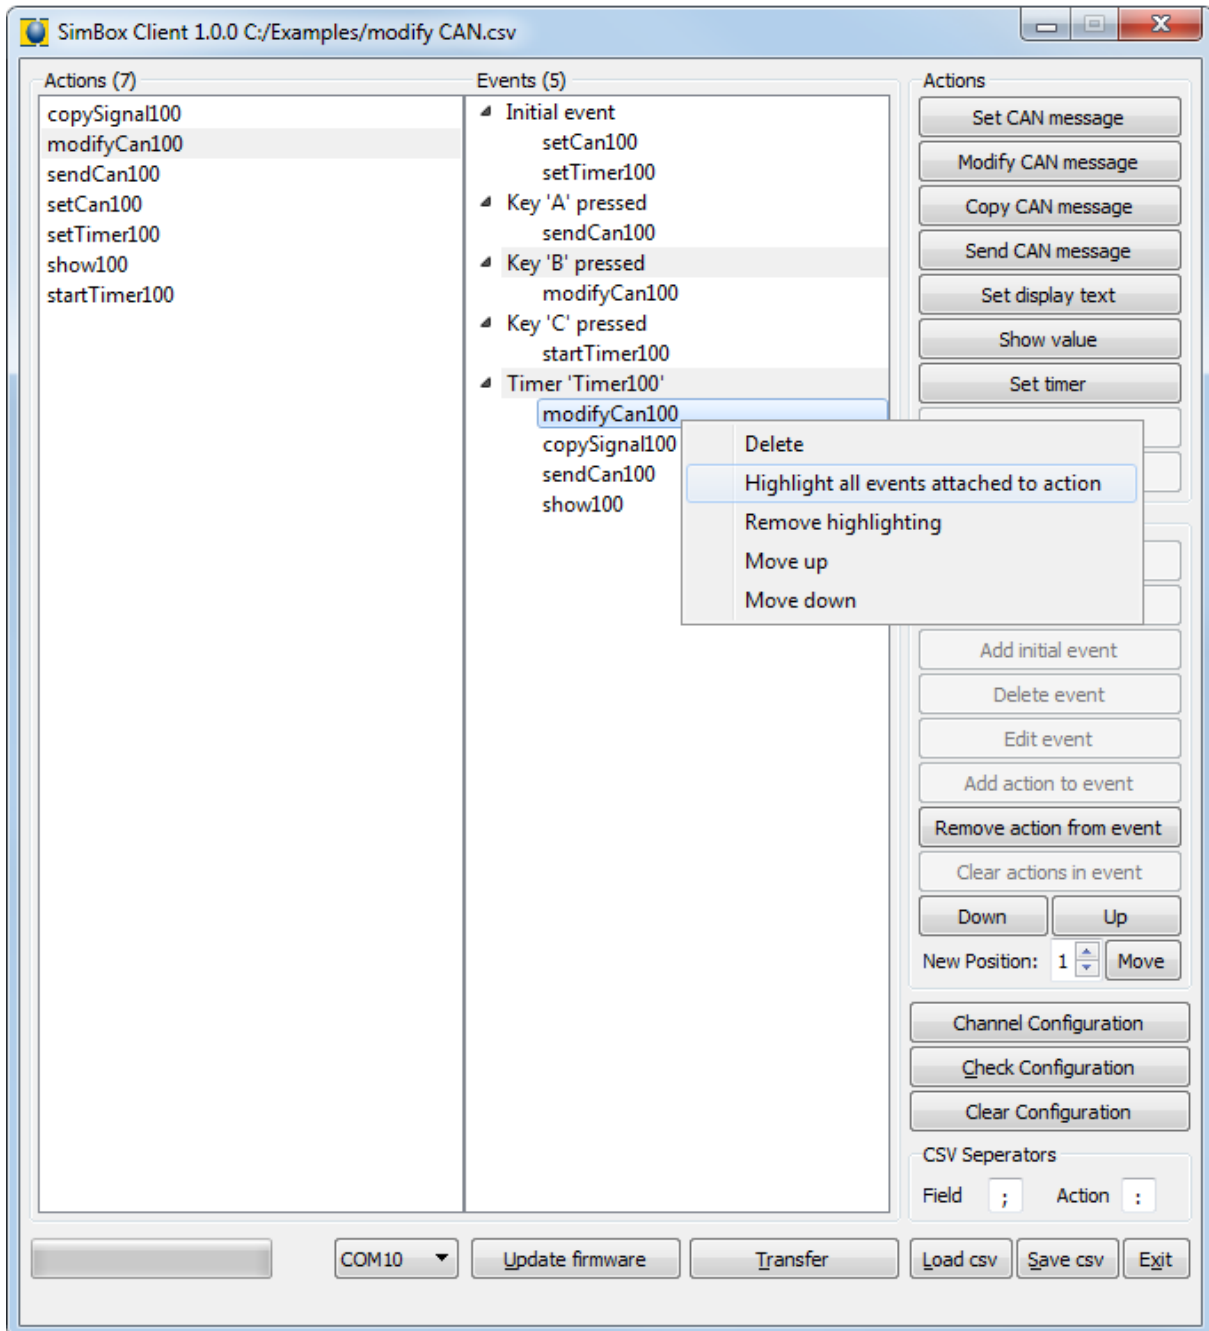 SimBox Client 1.0.0 C:/Examples/modify CAN.csv
Actions (7)
copySignal100
modifyCan100
sendCan100
setCan100
setTimer100
show100
startTimer100
Events (5)
Initial event
setCan100
setTimer100
Key 'A' pressed
sendCan100
Key 'B' pressed
modifyCan100
Key 'C' pressed
startTimer100
Timer 'Timer100'
modifyCan100
copySignal100
sendCan100
show100
Delete
Highlight all events attached to action
Remove highlighting
Move up
Move down
Actions
Set CAN message
Modify CAN message
Copy CAN message
Send CAN message
Set display text
Show value
Set timer
Add initial event
Delete event
Edit event
Add action to event
Remove action from event
Clear actions in event
Down Up
New Position: 1 Move
Channel Configuration
Check Configuration
Clear Configuration
CSV Seperators
Field ; Action :
COM10 Update firmware Transfer Load csv Save csv Exit